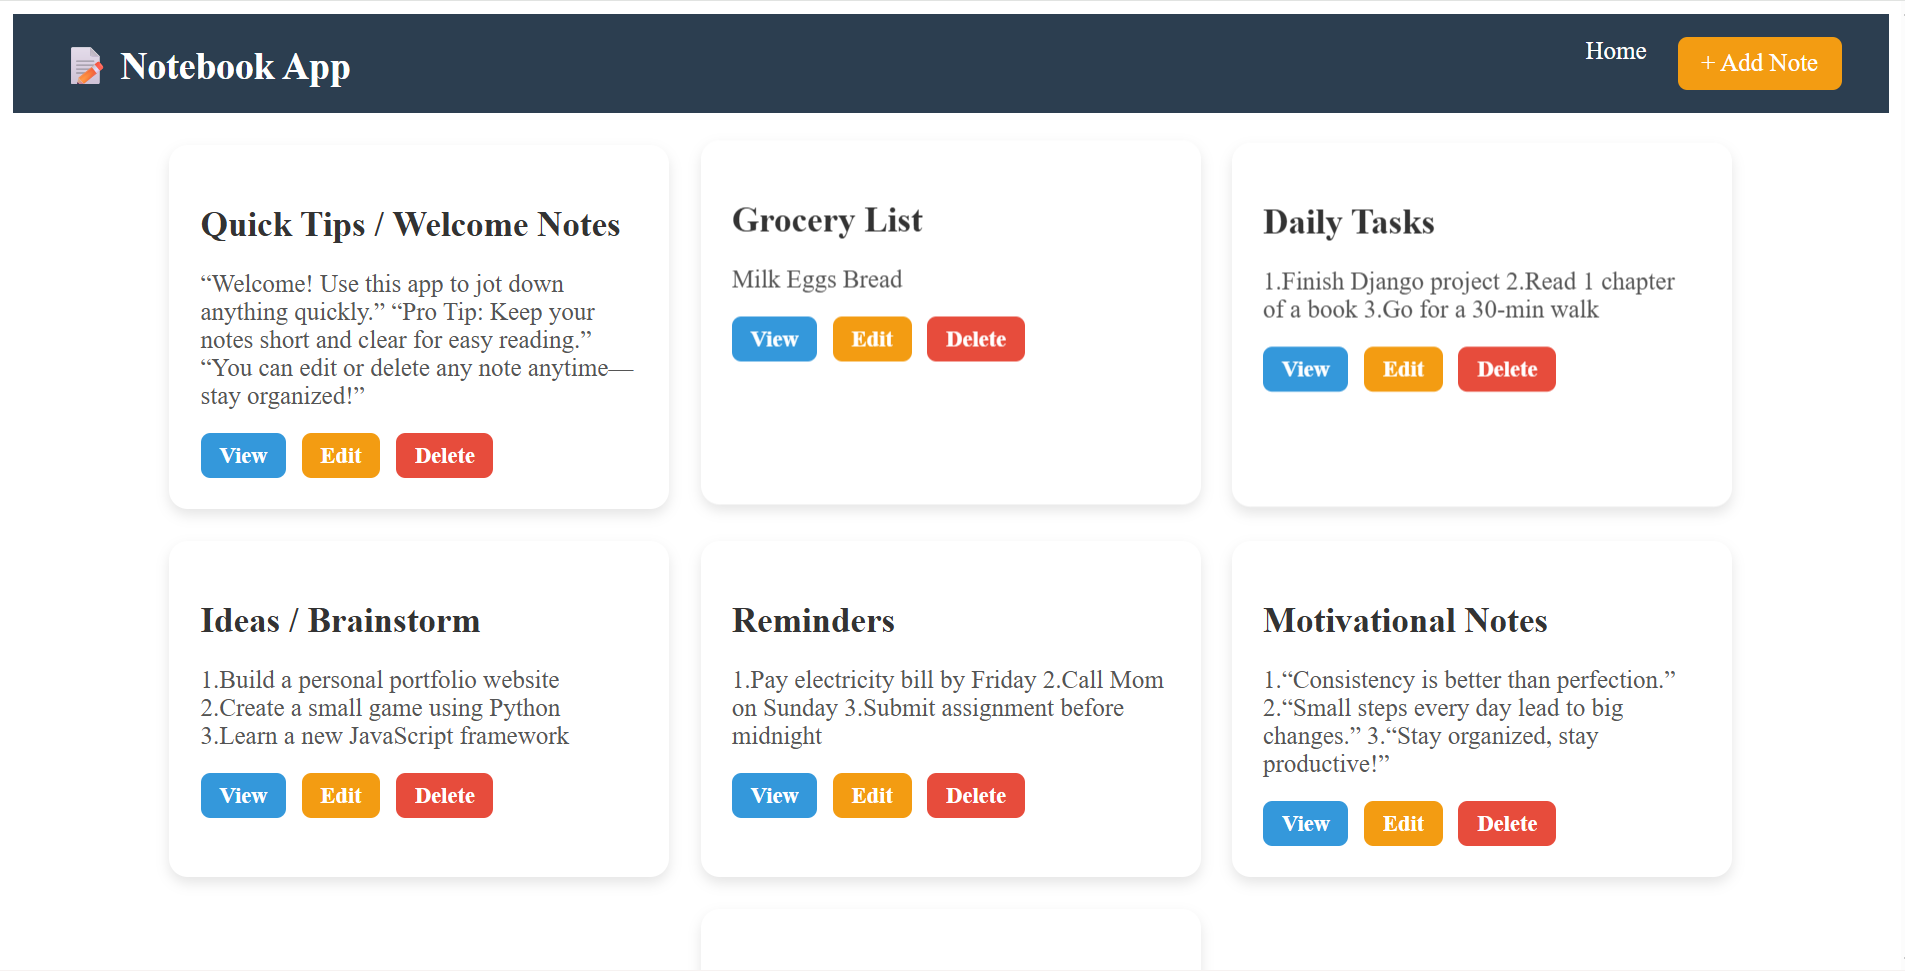 Notebook App
Home
+ Add Note
Quick Tips / Welcome Notes
“Welcome! Use this app to jot down
anything quickly.” “Pro Tip: Keep your
notes short and clear for easy reading.”
“You can edit or delete any note anytime—
stay organized!”
View Edit Delete
Grocery List
Milk Eggs Bread
View Edit Delete
Daily Tasks
1.Finish Django project 2.Read 1 chapter
of a book 3.Go for a 30-min walk
View Edit Delete
Ideas / Brainstorm
1.Build a personal portfolio website
2.Create a small game using Python
3.Learn a new JavaScript framework
View Edit Delete
Reminders
1.Pay electricity bill by Friday 2.Call Mom
on Sunday 3.Submit assignment before
midnight
View Edit Delete
Motivational Notes
1.“Consistency is better than perfection.”
2.“Small steps every day lead to big
changes.” 3.“Stay organized, stay
productive!”
View Edit Delete